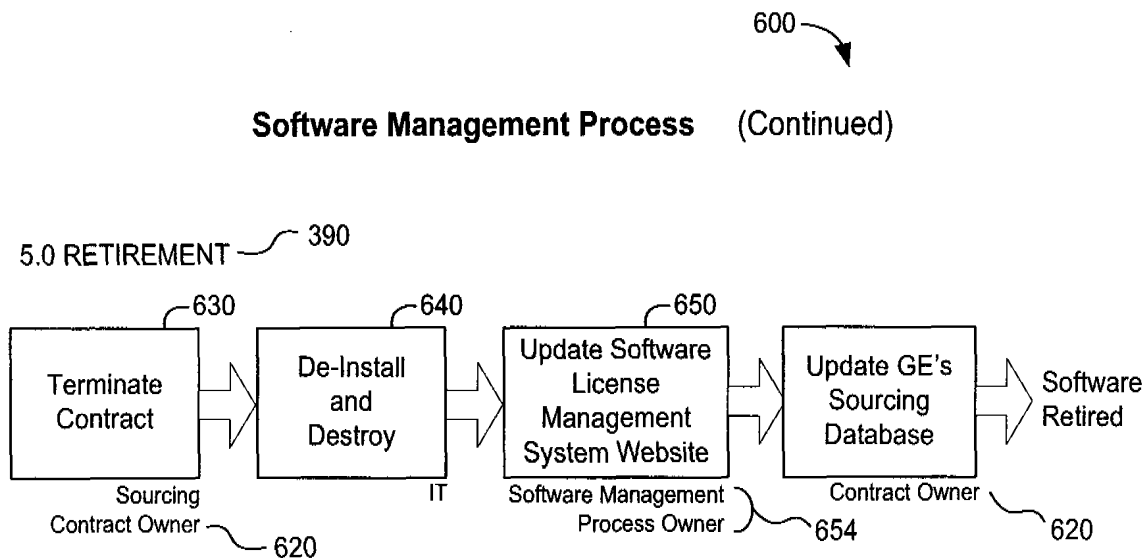 600
Software Management Process (Continued)
5.0 RETIREMENT 390
630
640
650
Terminate
Contract
De-Install
and
Destroy
Update Software
License
Management
System Website
Update GE's
Sourcing
Database
Software
Retired
Sourcing
Contract Owner 620
IT
Software Management
Process Owner 654
Contract Owner
620